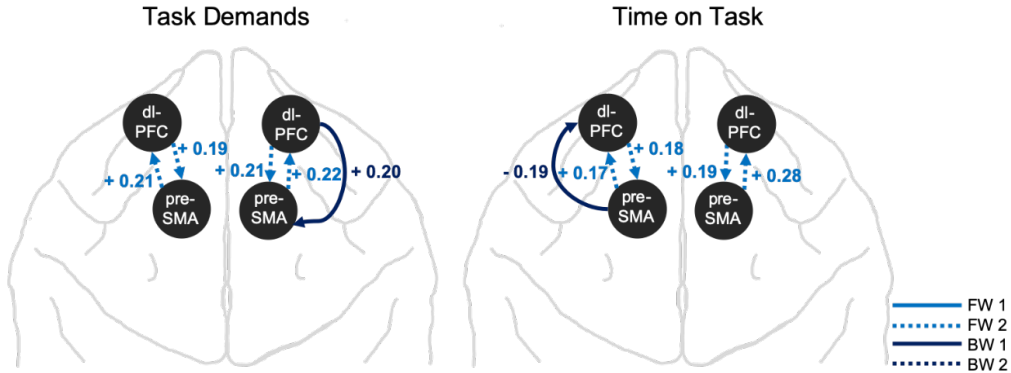 Task Demands
Time on Task
dl-
PFC
dl-
PFC
+ 0.19
+ 0.21
+ 0.21
+ 0.22
+ 0.20
pre-
SMA
pre-
SMA
dl-
PFC
dl-
PFC
+ 0.18
- 0.19
+ 0.17
+ 0.19
+ 0.28
pre-
SMA
pre-
SMA
FW 1
FW 2
BW 1
BW 2